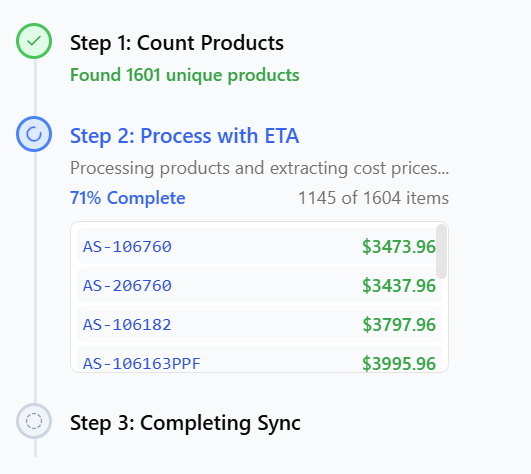 Step 1: Count Products
Found 1601 unique products
Step 2: Process with ETA
Processing products and extracting cost prices...
71% Complete 1145 of 1604 items
AS-106760 $3473.96
AS-206760 $3437.96
AS-106182 $3797.96
AS-106163PPF $3995.96
Step 3: Completing Sync